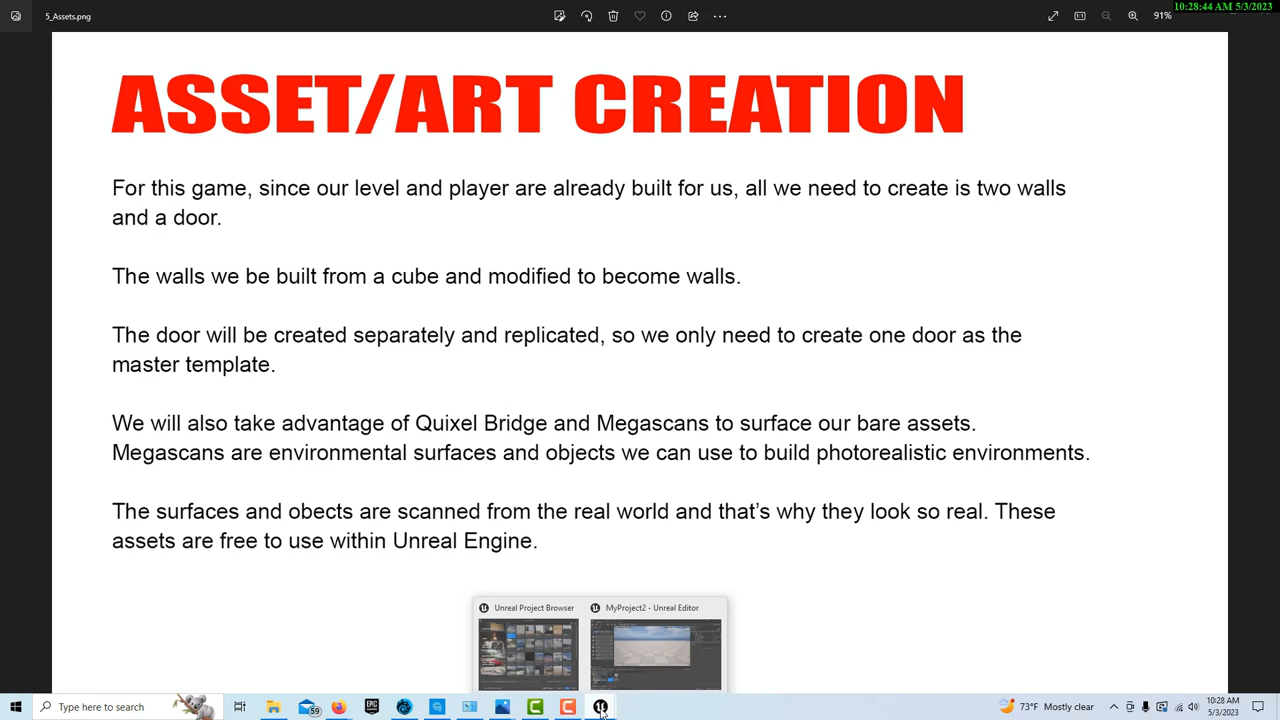 5_Assets.png
91%
10:28:44 AM 5/3/2023
ASSET/ART CREATION
For this game, since our level and player are already built for us, all we need to create is two walls
and a door.
The walls we be built from a cube and modified to become walls.
The door will be created separately and replicated, so we only need to create one door as the
master template.
We will also take advantage of Quixel Bridge and Megascans to surface our bare assets.
Megascans are environmental surfaces and objects we can use to build photorealistic environments.
The surfaces and obects are scanned from the real world and that's why they look so real. These
assets are free to use within Unreal Engine.
Unreal Project Browser
MyProject2 - Unreal Editor
Type here to search
59
EPIC
73°F Mostly clear
10:28 AM
5/3/2023